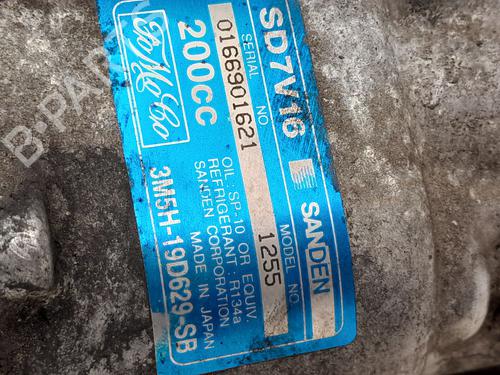 SD7V16
SANDEN
SERIAL NO.
0166901621
MODEL NO.
1255
200CC
OIL : SP-10 OR EQUIV.
REFRIGERANT : R134a
SANDEN CORPORATION
MADE IN JAPAN
FoMoCo
3M5H-19D629-SB
B-PARTS